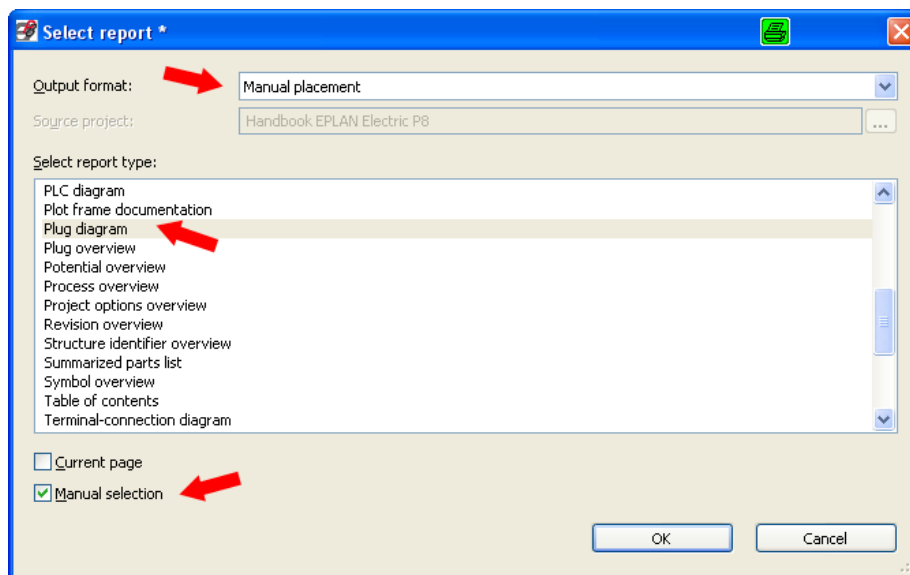 Select report *
Output format: Manual placement
Source project: Handbook EPLAN Electric P8 ...
Select report type:
PLC diagram
Plot frame documentation
Plug diagram
Plug overview
Potential overview
Process overview
Project options overview
Revision overview
Structure identifier overview
Summarized parts list
Symbol overview
Table of contents
Terminal-connection diagram
Current page
Manual selection
OK Cancel